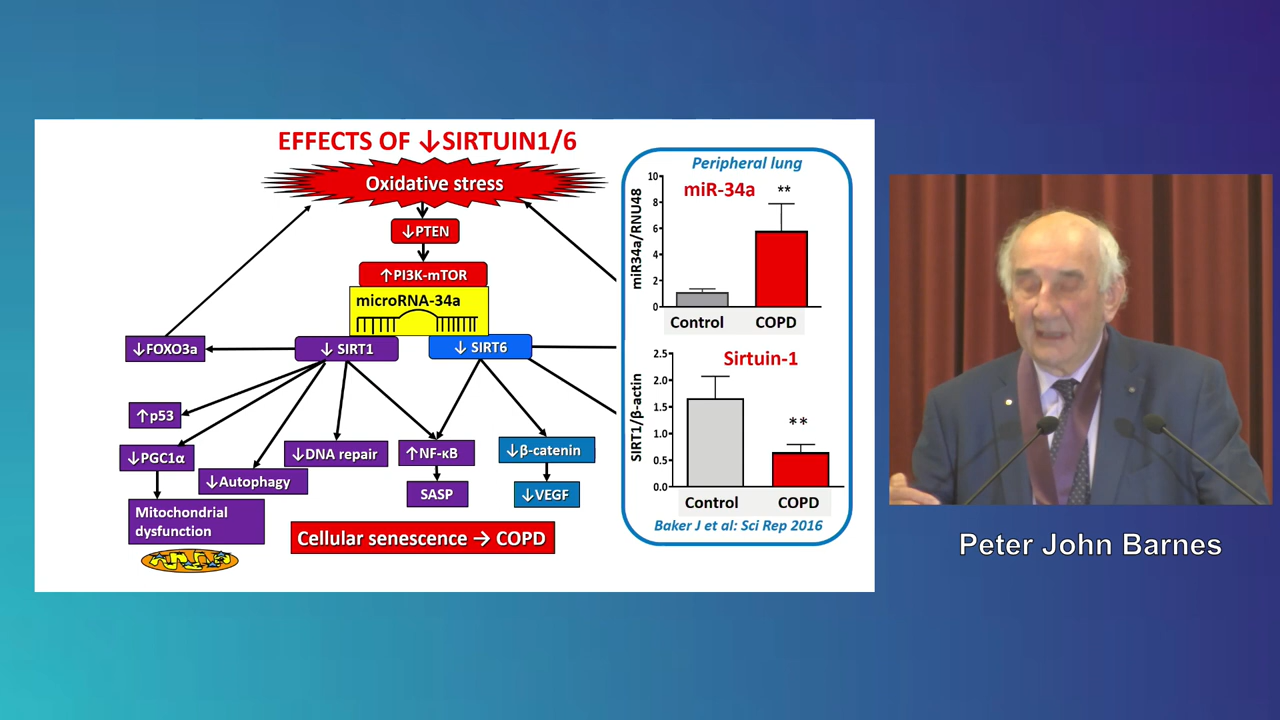 EFFECTS OF ↓SIRTUIN1/6
Oxidative stress
↓PTEN
↑PI3K-mTOR
microRNA-34a
↓FOXO3a
↓ SIRT1
↓ SIRT6
↑p53
↓PGC1α
↓Autophagy
↓DNA repair
↑NF-κB
↓β-catenin
SASP
↓VEGF
Mitochondrial
dysfunction
Cellular senescence → COPD
Peripheral lung
miR-34a
**
miR34a/RNU48
10
8
6
4
2
0
Control
COPD
Sirtuin-1
**
SIRT1/β-actin
2.5
2.0
1.5
1.0
0.5
0.0
Control
COPD
Baker J et al: Sci Rep 2016
Peter John Barnes